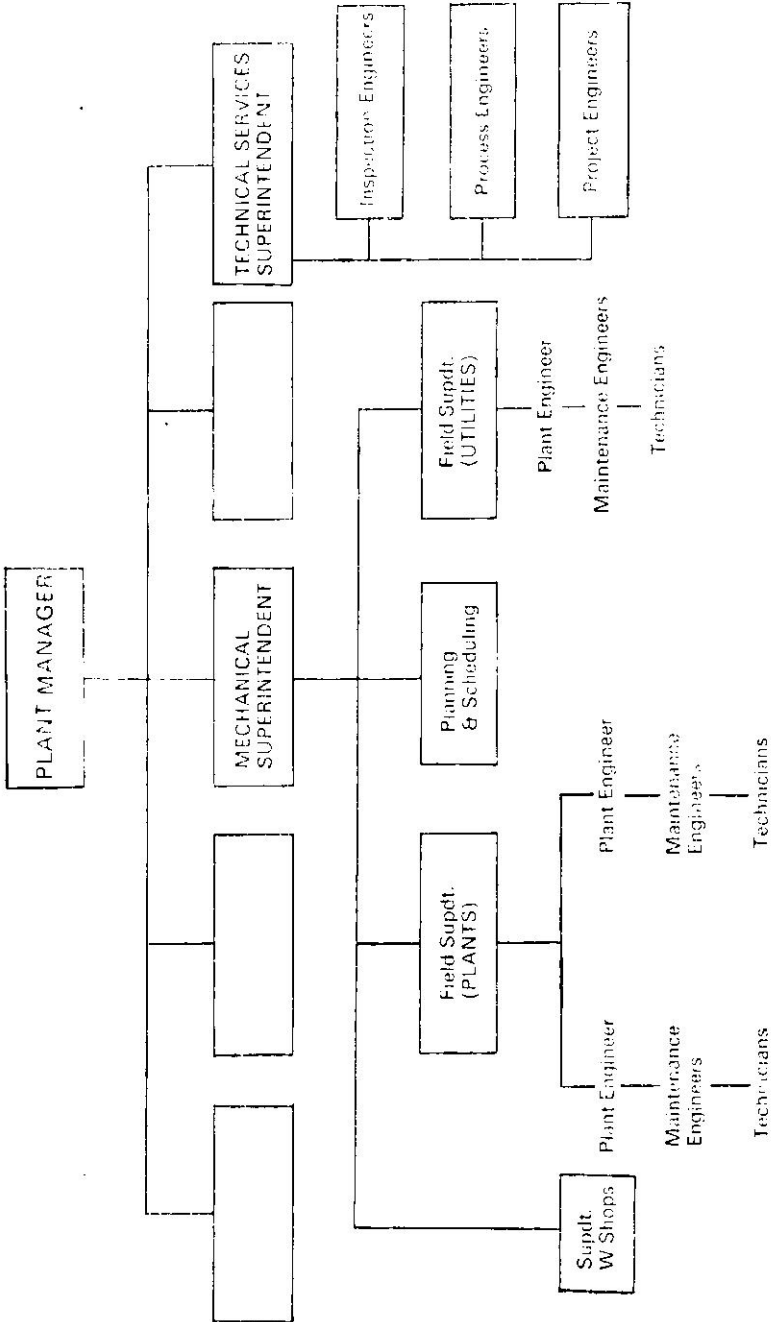 PLANT MANAGER
MECHANICAL
SUPERINTENDENT
TECHNICAL SERVICES
SUPERINTENDENT
Supdt.
W Shops
Field Supdt.
(PLANTS)
Planning
& Scheduling
Field Supdt.
(UTILITIES)
Inspection Engineers
Process Engineers
Project Engineers
Plant Engineer
Maintenance
Engineers
Technicians
Plant Engineer
Maintenance
Engineers
Technicians
Plant Engineer
Maintenance Engineers
Technicians